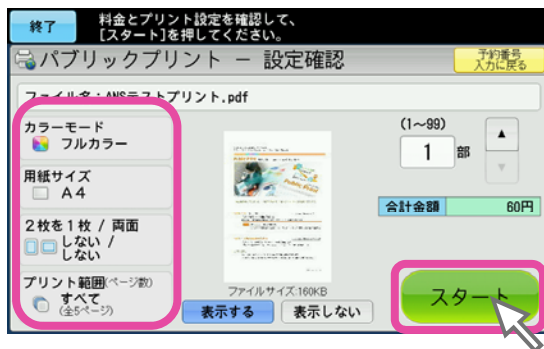 終了
料金とプリント設定を確認して、
[スタート]を押してください。
パブリックプリント － 設定確認
予約番号
入力に戻る
ファイル名：ANSテストプリント.pdf
カラーモード
フルカラー
用紙サイズ
A4
2枚を1枚 / 両面
しない /
しない
プリント範囲(ページ数)
すべて
(全5ページ)
ファイルサイズ:160KB
表示する
表示しない
(1～99)
1 部
▲
▼
合計金額 60円
スタート